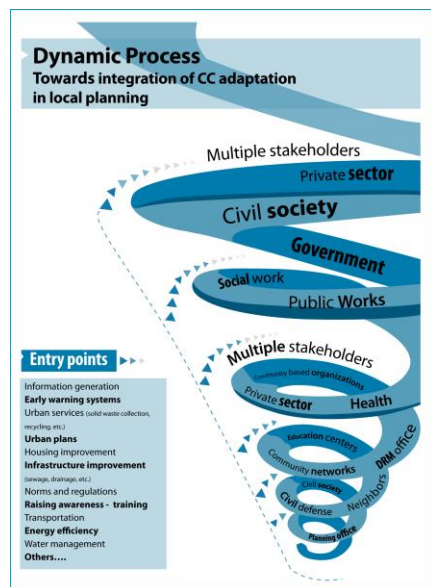 Dynamic Process
Towards integration of CC adaptation
in local planning
Multiple stakeholders
Private sector
Civil society
Government
Social work
Public Works
Multiple stakeholders
Community based organizations
Private sector
Health
DRM office
Education centers
Community networks
Neighbors
Civil society
Civil defense
Planning office
Entry points
Information generation
Early warning systems
Urban services (solid waste collection,
recycling, etc.)
Urban plans
Housing improvement
Infrastructure improvement
(sewage, drainage, etc.)
Norms and regulations
Raising awareness - training
Transportation
Energy efficiency
Water management
Others....